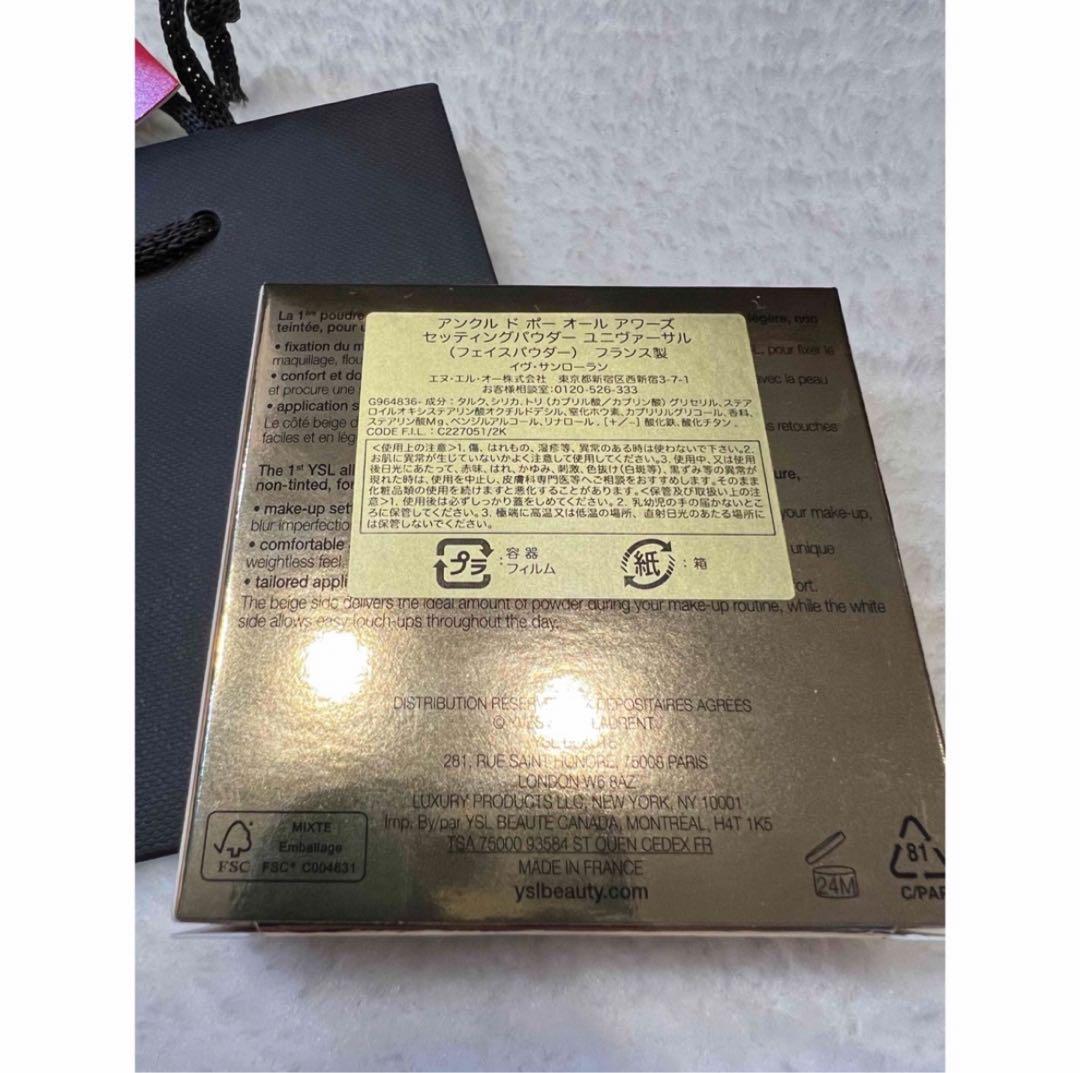 La 1ère poudre
légère, non
teintée, pour
• fixation du m
L, pour fixer le
maquillage, flou
• confort et do
avec la peau
et procure une
• application s
Le côté beige d
retouches
faciles et en lég
The 1st YSL all
ure,
non-tinted, for
• make-up set
your make-up,
blur imperfectio
• comfortable
unique
weightless feel.
• tailored appli
ort.
The beige side delivers the ideal amount of powder during your make-up routine, while the white
side allows easy touch-ups throughout the day.
アンクル ド ポー オール アワーズ
セッティングパウダー ユニヴァーサル
(フェイスパウダー) フランス製
イヴ・サンローラン
エヌ・エル・オー株式会社 東京都新宿区西新宿3-7-1
お客様相談室:0120-526-333
G964836- 成分:タルク、シリカ、トリ(カプリル酸/カプリン酸)グリセリル、ステア
ロイルオキシステアリン酸オクチルドデシル、窒化ホウ素、カプリリルグリコール、香料、
ステアリン酸Mg、ベンジルアルコール、リナロール、[+/-] 酸化鉄、酸化チタン
CODE F.I.L. : C227051/2K
<使用上の注意>1. 傷、はれもの、湿疹等、異常のある時は使わないで下さい。2.
お肌に異常が生じていないかよく注意して使用してください。3. 使用中、又は使用
後日光にあたって、赤味、はれ、かゆみ、刺激、色抜け(白斑等)、黒ずみ等の異常が
現れた時は、使用を中止し、皮膚科専門医等へご相談をおすすめします。そのまま
化粧品類の使用を続けますと悪化することがあります。<保管及び取扱い上の注
意>1. 使用後は必ずしっかり蓋をしめてください。2. 乳幼児の手の届かないとこ
ろに保管してください。3. 極端に高温又は低温の場所、直射日光のあたる場所に
は保管しないでください。
プラ :容器
フィルム
紙 :箱
DISTRIBUTION RÉSERVÉE AUX DÉPOSITAIRES AGRÉÉS
© YVES SAINT LAURENT
YSL BEAUTÉ
281, RUE SAINT HONORÉ, 75008 PARIS
LONDON W6 8AZ
LUXURY PRODUCTS LLC, NEW YORK, NY 10001
Imp. By/par YSL BEAUTÉ CANADA, MONTRÉAL, H4T 1K5
TSA 75000 93584 ST OUEN CEDEX FR
MADE IN FRANCE
yslbeauty.com
FSC
MIXTE
Emballage
FSC® C004631
24M
81
C/PAP